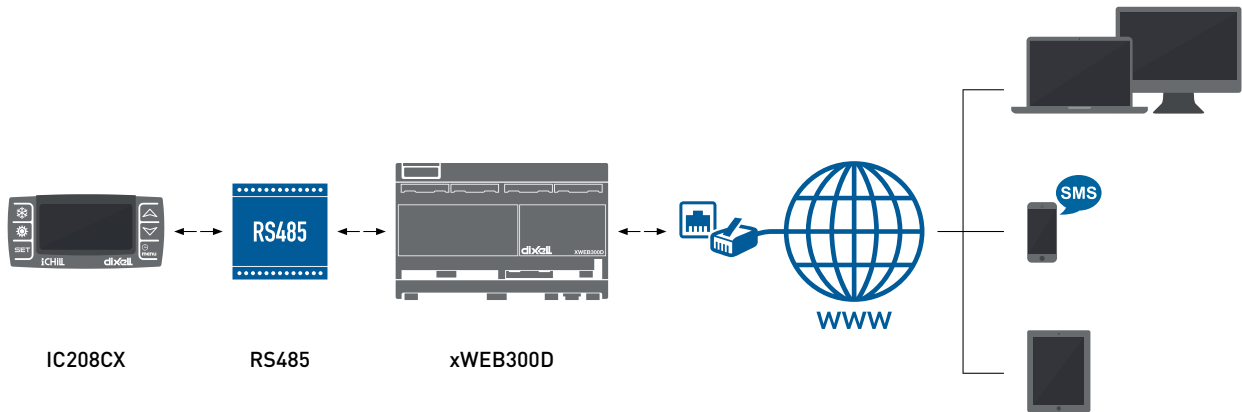 SET
iCHILL
dixell
menu
RS485
dixell
XWEB300D
WWW
SMS
IC208CX
RS485
xWEB300D